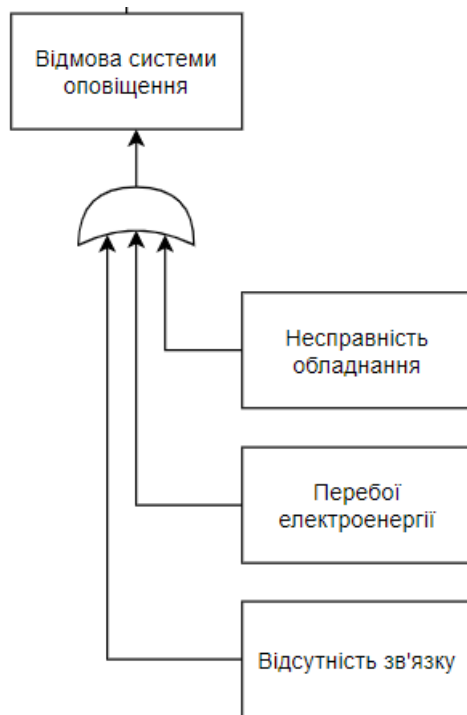 Відмова системи
оповіщення
Несправність
обладнання
Перебої
електроенергії
Відсутність зв'язку